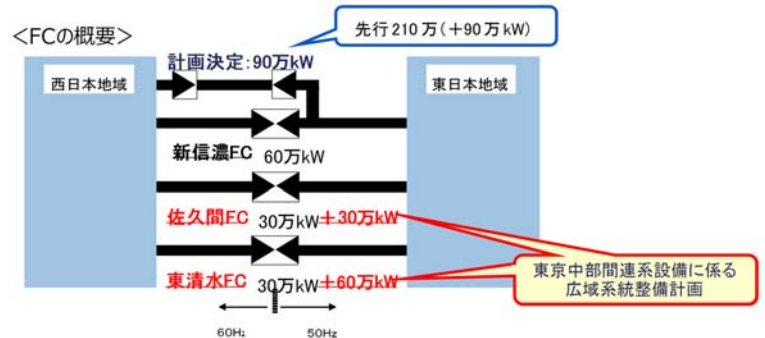 <FCの概要>
先行210万(＋90万kW)
計画決定:90万kW
西日本地域
東日本地域
新信濃FC 60万kW
佐久間FC 30万kW＋30万kW
東清水FC 30万kW＋60万kW
東京中部間連系設備に係る
広域系統整備計画
60Hz 50Hz